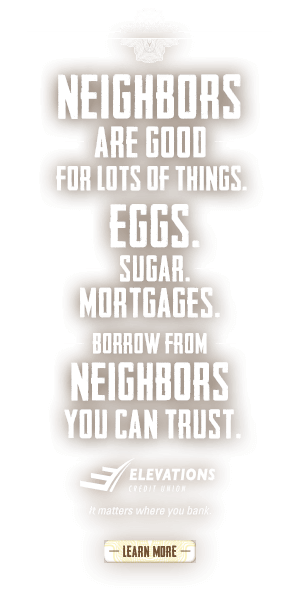 NEIGHBORS
ARE GOOD
FOR LOTS OF THINGS.
EGGS.
SUGAR.
MORTGAGES.
BORROW FROM
NEIGHBORS
YOU CAN TRUST.
ELEVATIONS
CREDIT UNION
It matters where you bank
LEARN MORE